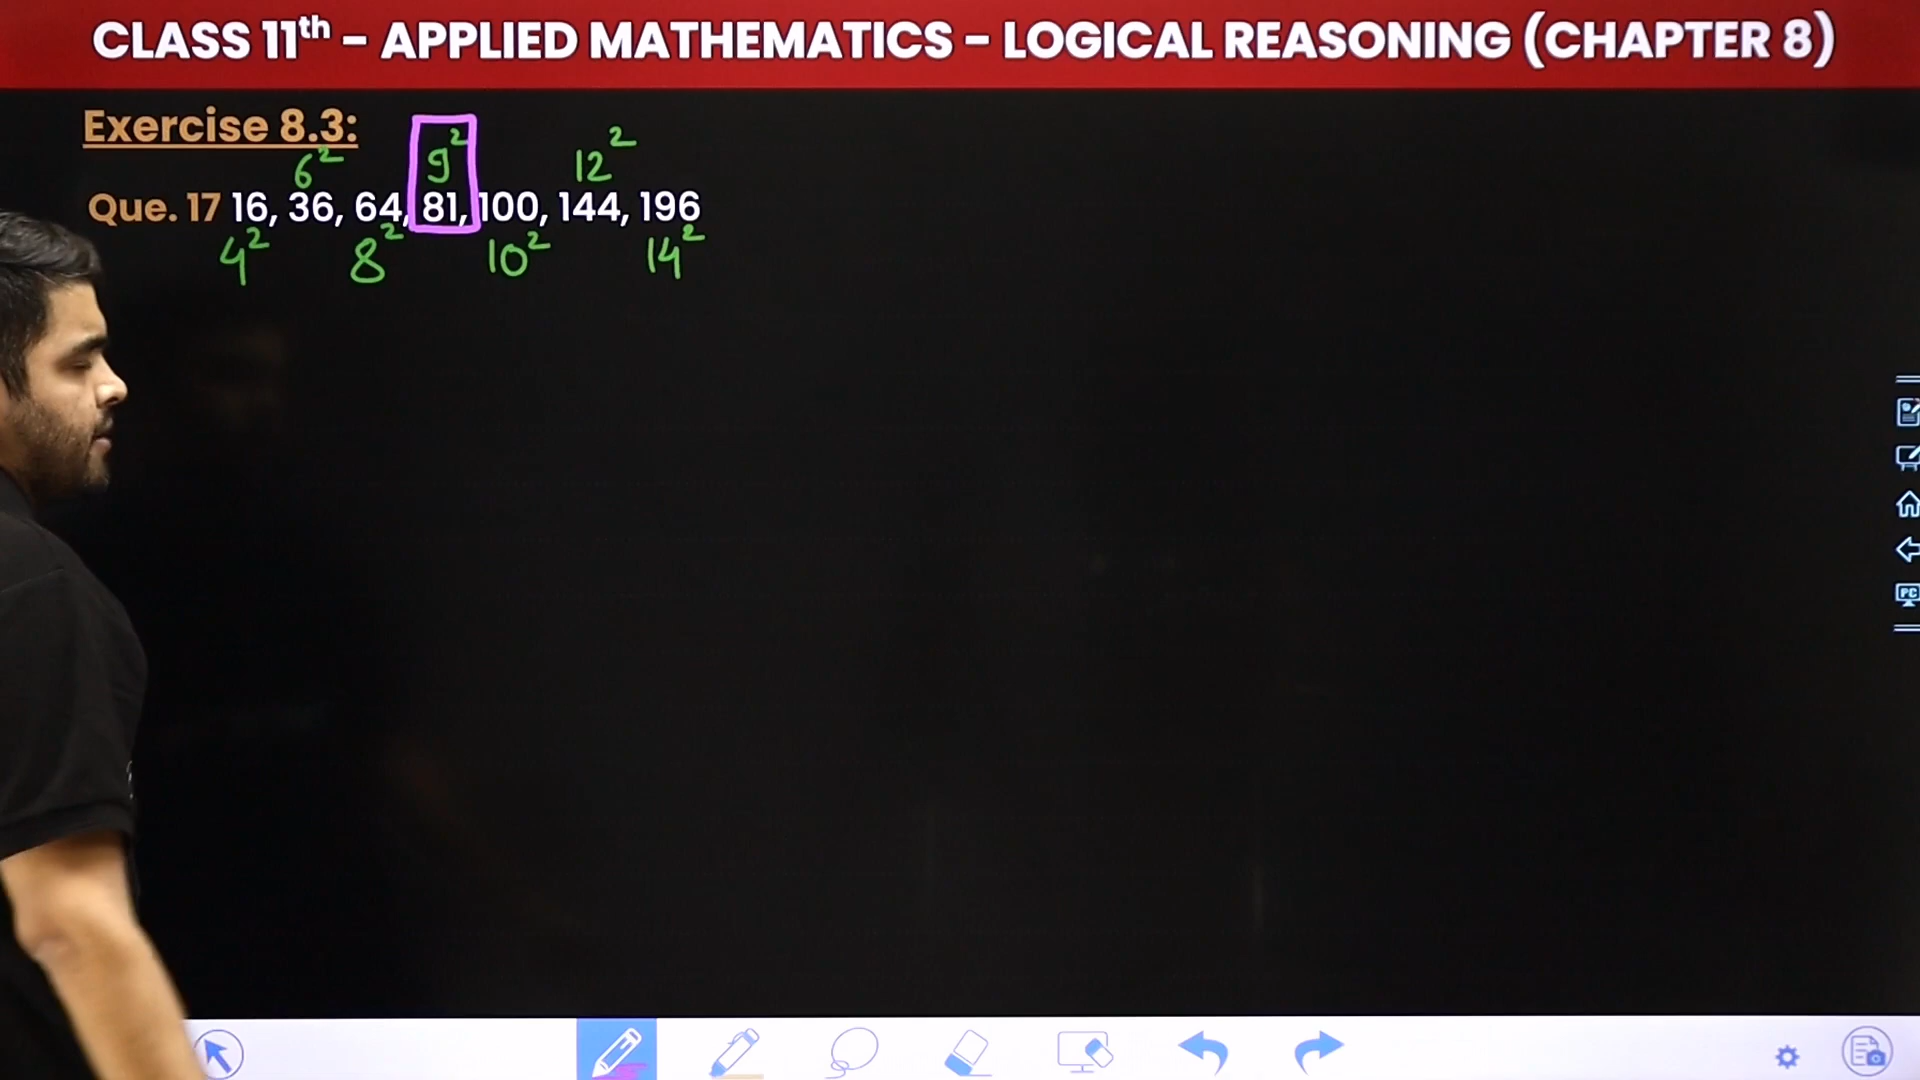 CLASS 11th - APPLIED MATHEMATICS - LOGICAL REASONING (CHAPTER 8)
Exercise 8.3:
6² 9² 12²
Que. 17 16, 36, 64, 81, 100, 144, 196
4² 8² 10² 14²
PC